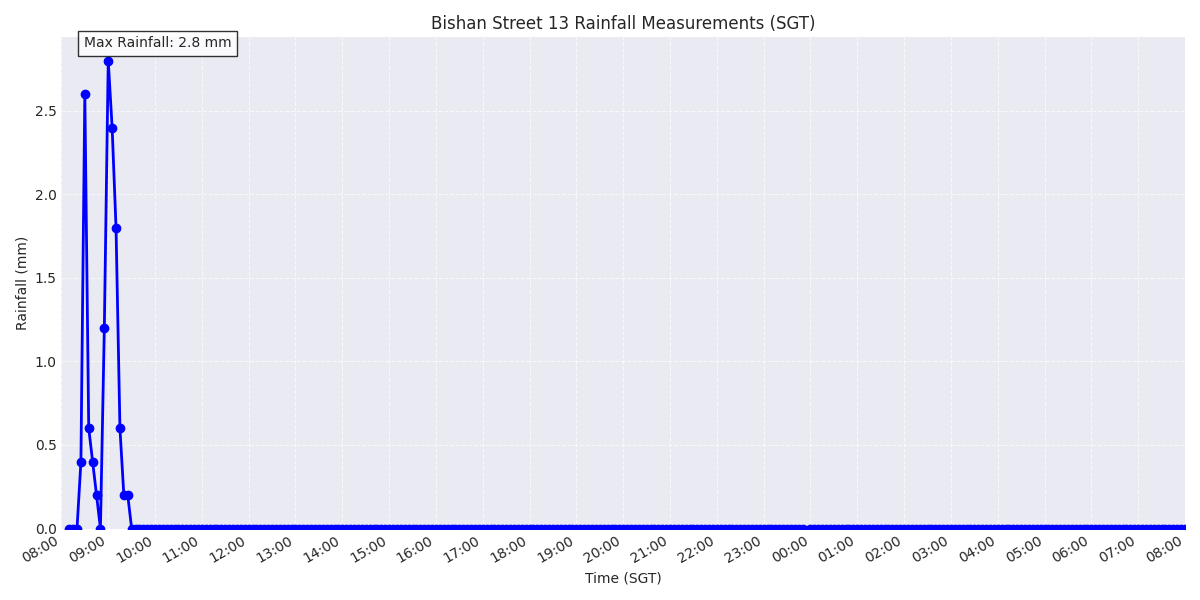 Bishan Street 13 Rainfall Measurements (SGT)
Max Rainfall: 2.8 mm
Rainfall (mm)
2.5
2.0
1.5
1.0
0.5
0.0
08:00 09:00 10:00 11:00 12:00 13:00 14:00 15:00 16:00 17:00 18:00 19:00 20:00 21:00 22:00 23:00 00:00 01:00 02:00 03:00 04:00 05:00 06:00 07:00 08:00
Time (SGT)